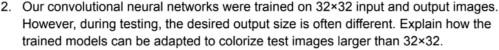 2. Our convolutional neural networks were trained on 32×32 input and output images.
However, during testing, the desired output size is often different. Explain how the
trained models can be adapted to colorize test images larger than 32×32.